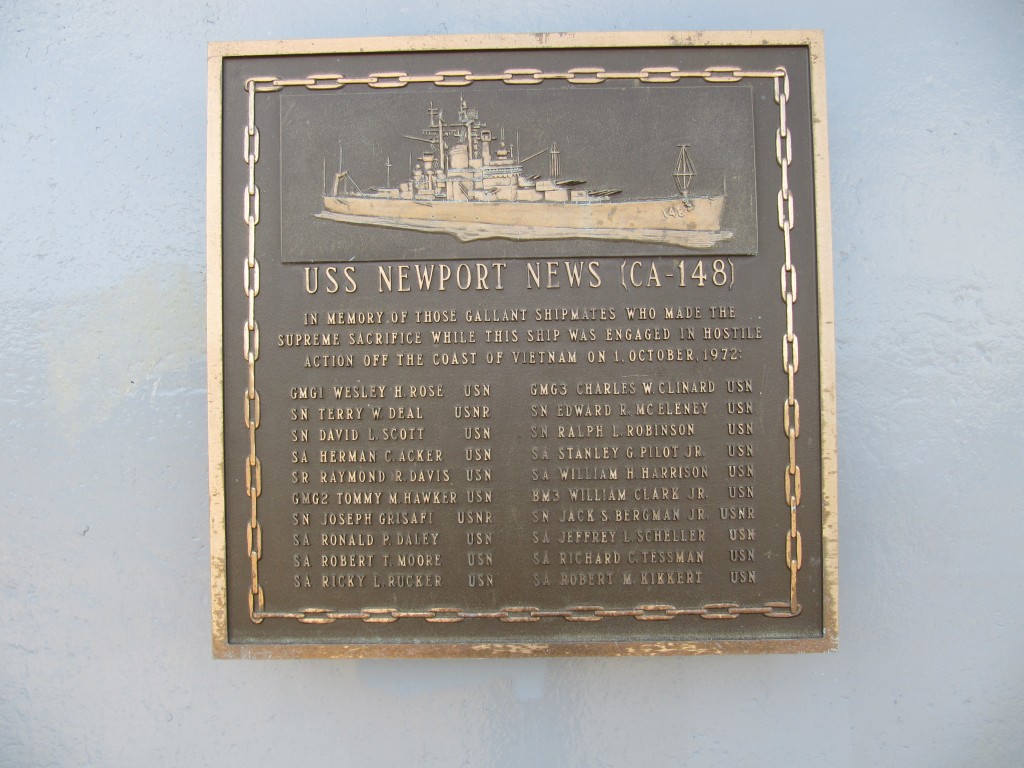 148
USS NEWPORT NEWS (CA-148)
IN MEMORY OF THOSE GALLANT SHIPMATES WHO MADE THE
SUPREME SACRIFICE WHILE THIS SHIP WAS ENGAGED IN HOSTILE
ACTION OFF THE COAST OF VIETNAM ON 1, OCTOBER, 1972:
GMG1 WESLEY H. ROSE USN GMG3 CHARLES W. CLINARD USN
SN TERRY W. DEAL USNR SN EDWARD R. MC ELENEY USN
SN DAVID L. SCOTT USN SN RALPH L. ROBINSON USN
SA HERMAN C. ACKER USN SA STANLEY G. PILOT JR. USN
SR RAYMOND R. DAVIS USN SA WILLIAM H. HARRISON USN
GMG2 TOMMY M. HAWKER USN BM3 WILLIAM CLARK JR. USN
SN JOSEPH GRISAFI USNR SN JACK S. BERGMAN JR. USNR
SA RONALD P. DALEY USN SA JEFFREY L. SCHELLER USN
SA ROBERT T. MOORE USN SA RICHARD C. TESSMAN USN
SA RICKY L. RUCKER USN SA ROBERT M. KIKKERT USN